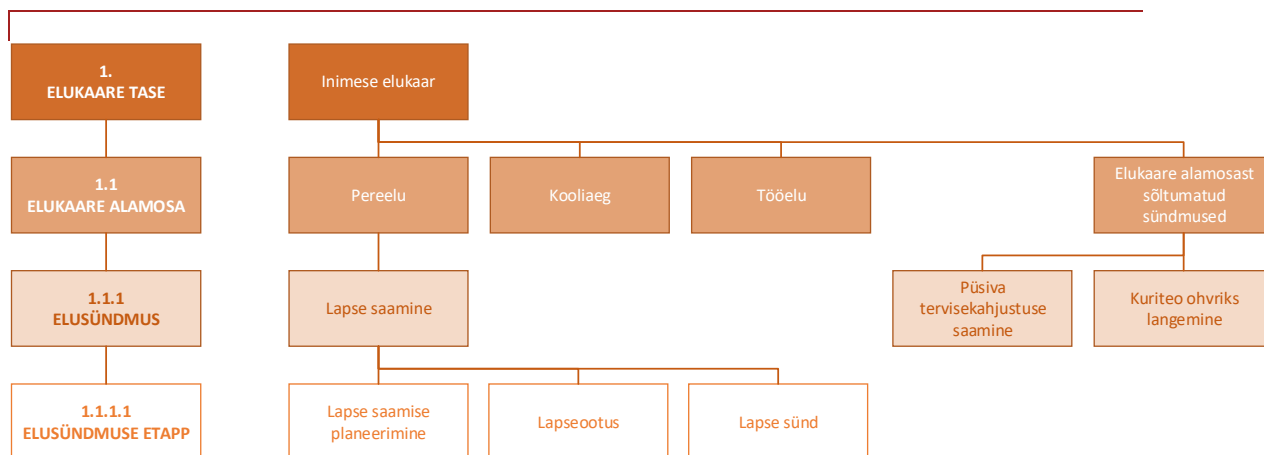 1.
ELUKAARE TASE
Inimese elukaar
1.1
ELUKAARE ALAMOSA
Pereelu
Kooliaeg
Tööelu
Elukaare alamosast
sõltumatud
sündmused
1.1.1
ELUSÜNDMUS
Lapse saamine
Püsiva
tervisekahjustuse
saamine
Kuriteo ohvriks
langemine
1.1.1.1
ELUSÜNDMUSE ETAPP
Lapse saamise
planeerimine
Lapseootus
Lapse sünd